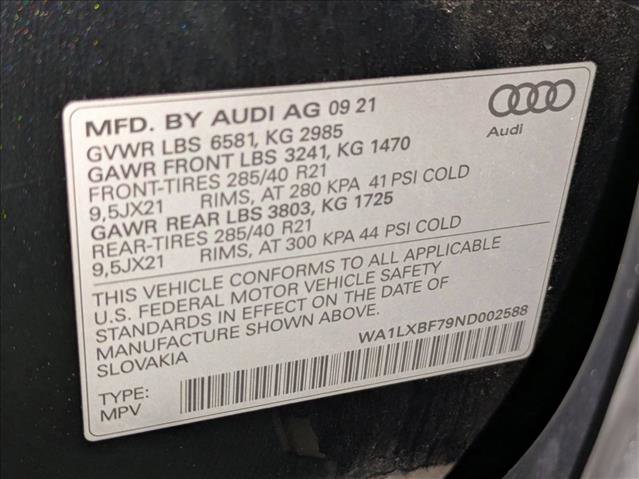 MFD. BY AUDI AG 09 21
GVWR LBS 6581, KG 2985
GAWR FRONT LBS 3241, KG 1470
FRONT-TIRES 285/40 R21
9,5JX21 RIMS, AT 280 KPA 41 PSI COLD
GAWR REAR LBS 3803, KG 1725
REAR-TIRES 285/40 R21
9,5JX21 RIMS, AT 300 KPA 44 PSI COLD
Audi
THIS VEHICLE CONFORMS TO ALL APPLICABLE
U.S. FEDERAL MOTOR VEHICLE SAFETY
STANDARDS IN EFFECT ON THE DATE OF
MANUFACTURE SHOWN ABOVE
SLOVAKIA
WA1LXBF79ND002588
TYPE:
MPV